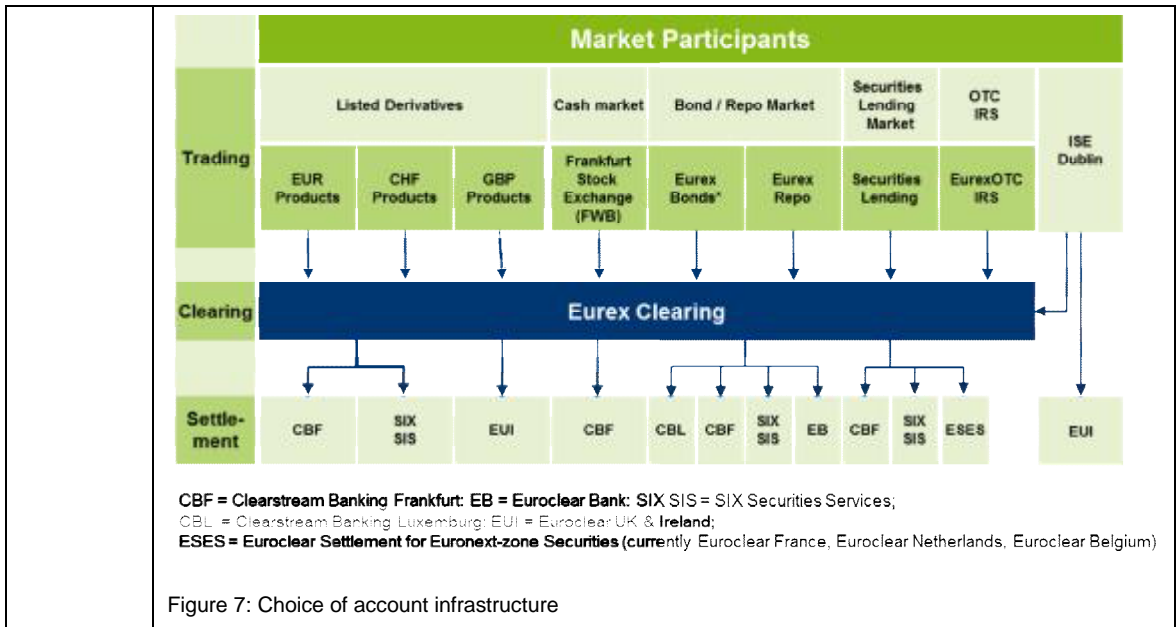 Market Participants
Trading
Listed Derivatives
Cash market
Bond / Repo Market
Securities
Lending
Market
OTC
IRS
ISE
Dublin
EUR
Products
CHF
Products
GBP
Products
Frankfurt
Stock
Exchange
(FWB)
Eurex
Bonds*
Eurex
Repo
Securities
Lending
EurexOTC
IRS
Clearing
Eurex Clearing
Settle-
ment
CBF
SIX
SIS
EUI
CBF
CBL
CBF
SIX
SIS
EB
CBF
SIX
SIS
ESES
EUI
CBF = Clearstream Banking Frankfurt: EB = Euroclear Bank: SIX SIS = SIX Securities Services;
CBL = Clearstream Banking Luxemburg: EUI = Euroclear UK & Ireland;
ESES = Euroclear Settlement for Euronext-zone Securities (currently Euroclear France, Euroclear Netherlands, Euroclear Belgium)
Figure 7: Choice of account infrastructure